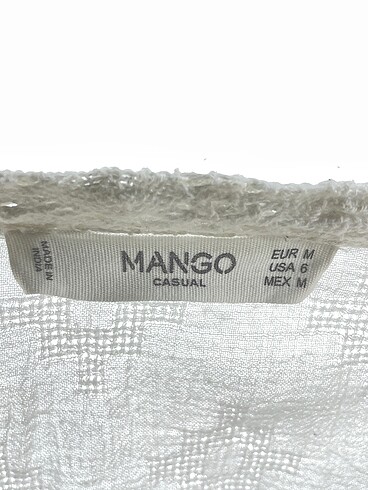 MADE IN
INDIA
MANGO
CASUAL
EUR M
USA 6
MEX M